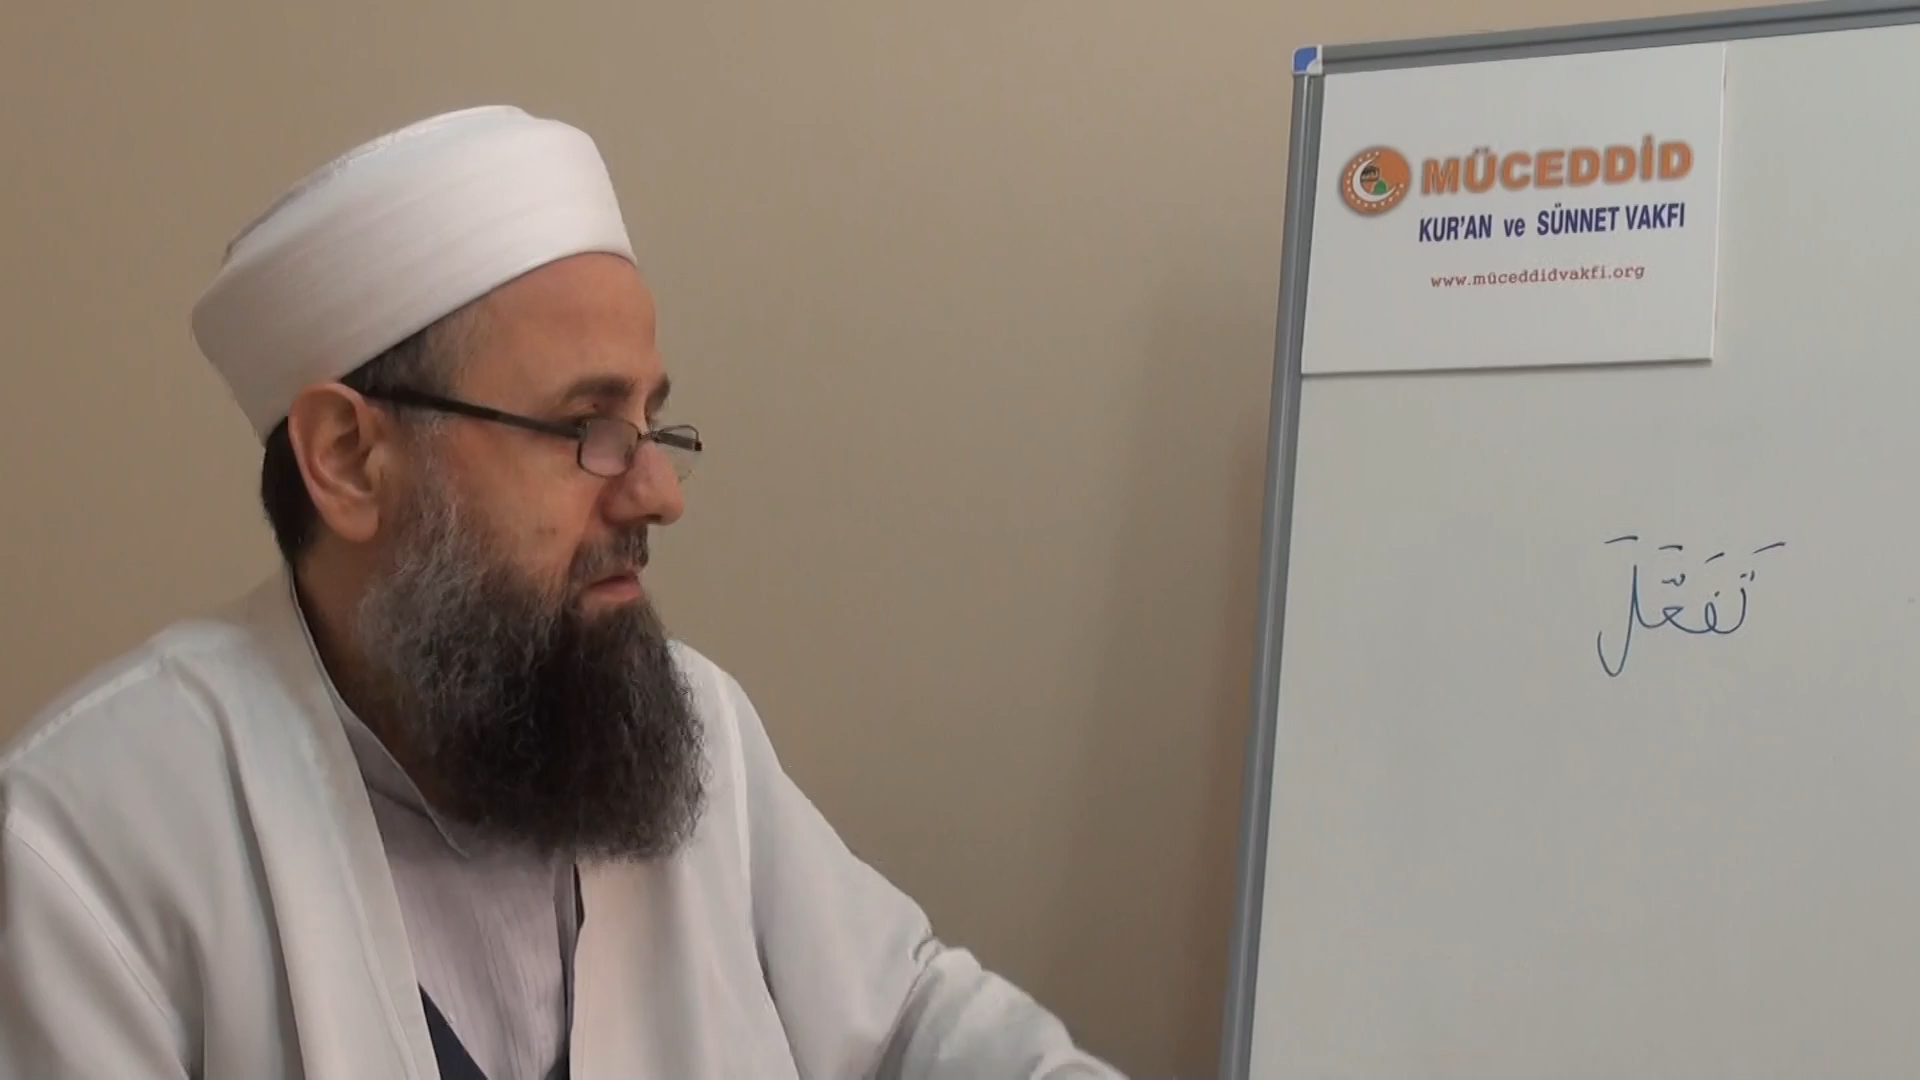 MÜCEDDİD
KUR'AN ve SÜNNET VAKFI
www.müceddidvakfi.org
تَفَعَّلَ